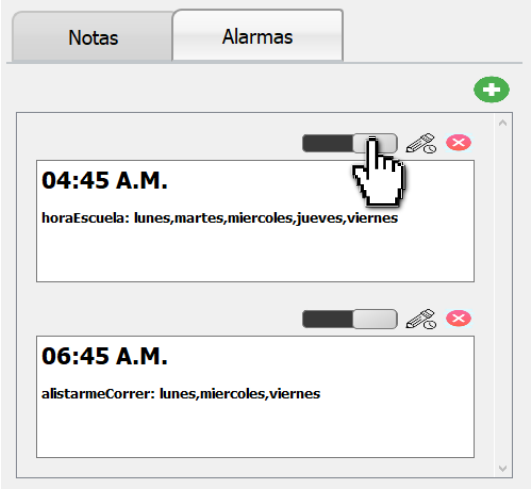 Notas
Alarmas
04:45 A.M.
horaEscuela: lunes,martes,miercoles,jueves,viernes
06:45 A.M.
alistarmeCorrer: lunes,miercoles,viernes